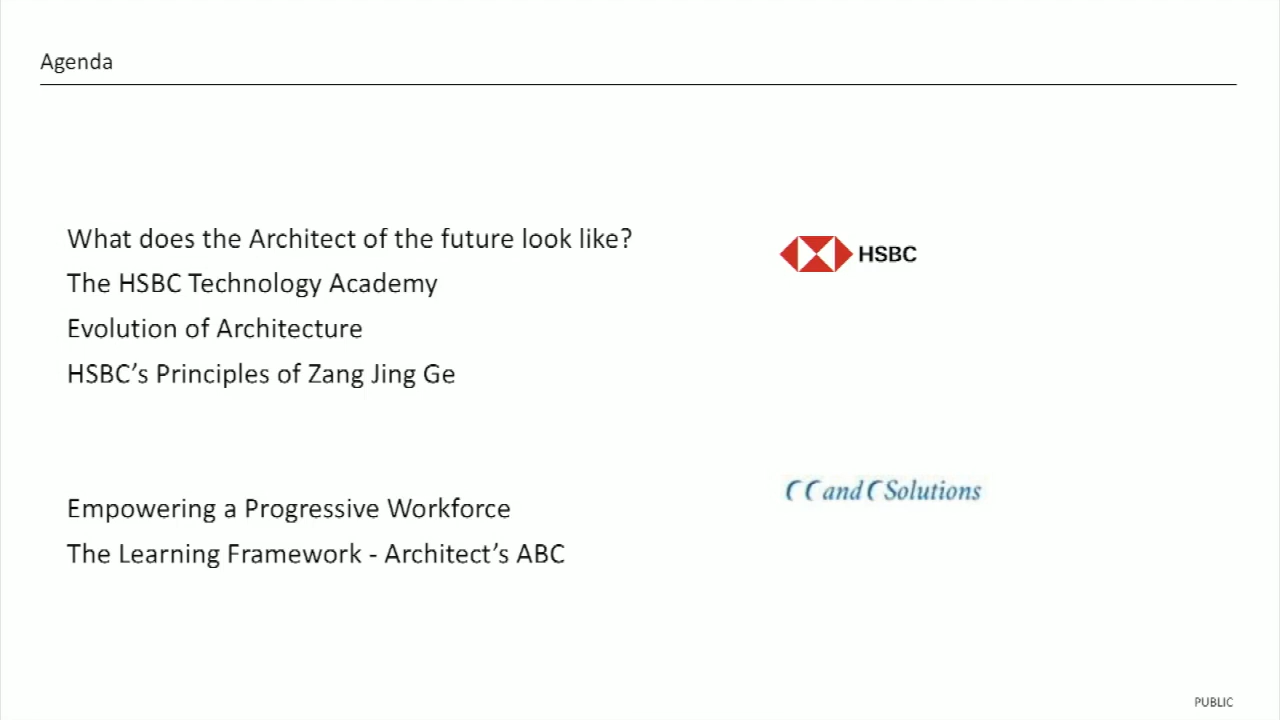 Agenda
What does the Architect of the future look like?
HSBC
The HSBC Technology Academy
Evolution of Architecture
HSBC’s Principles of Zang Jing Ge
CC and C Solutions
Empowering a Progressive Workforce
The Learning Framework - Architect’s ABC
PUBLIC